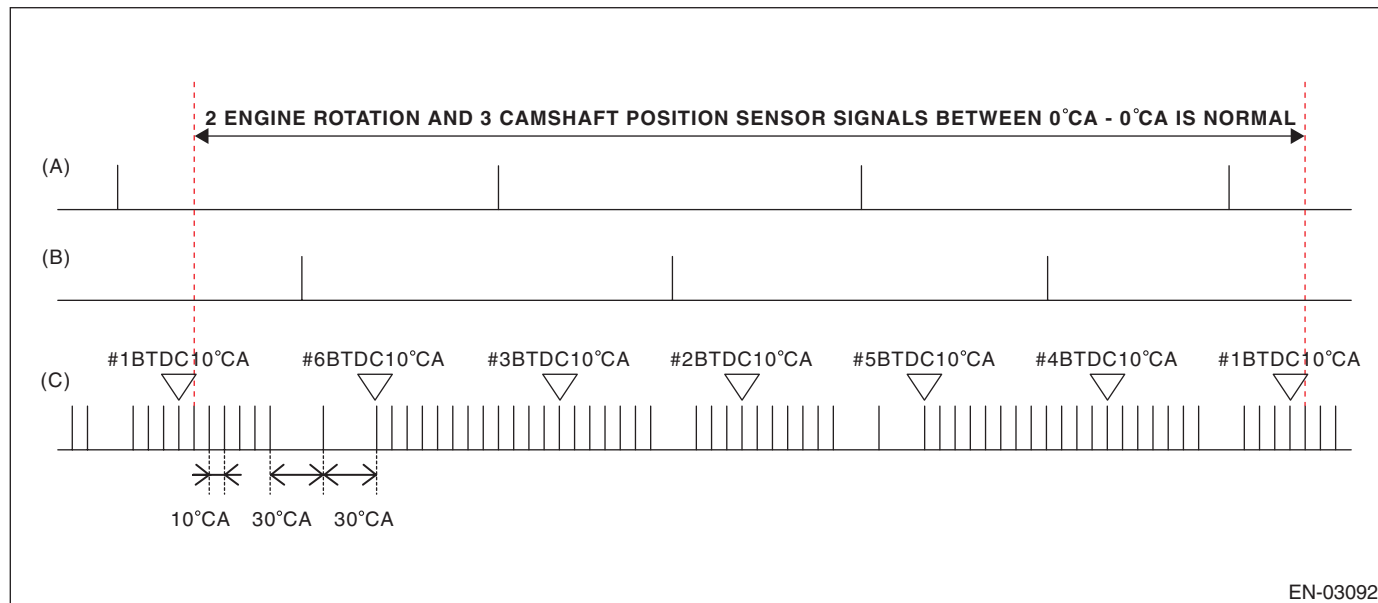 2 ENGINE ROTATION AND 3 CAMSHAFT POSITION SENSOR SIGNALS BETWEEN 0°CA - 0°CA IS NORMAL
(A)
(B)
#1BTDC10°CA #6BTDC10°CA #3BTDC10°CA #2BTDC10°CA #5BTDC10°CA #4BTDC10°CA #1BTDC10°CA
(C)
10°CA 30°CA 30°CA
EN-03092